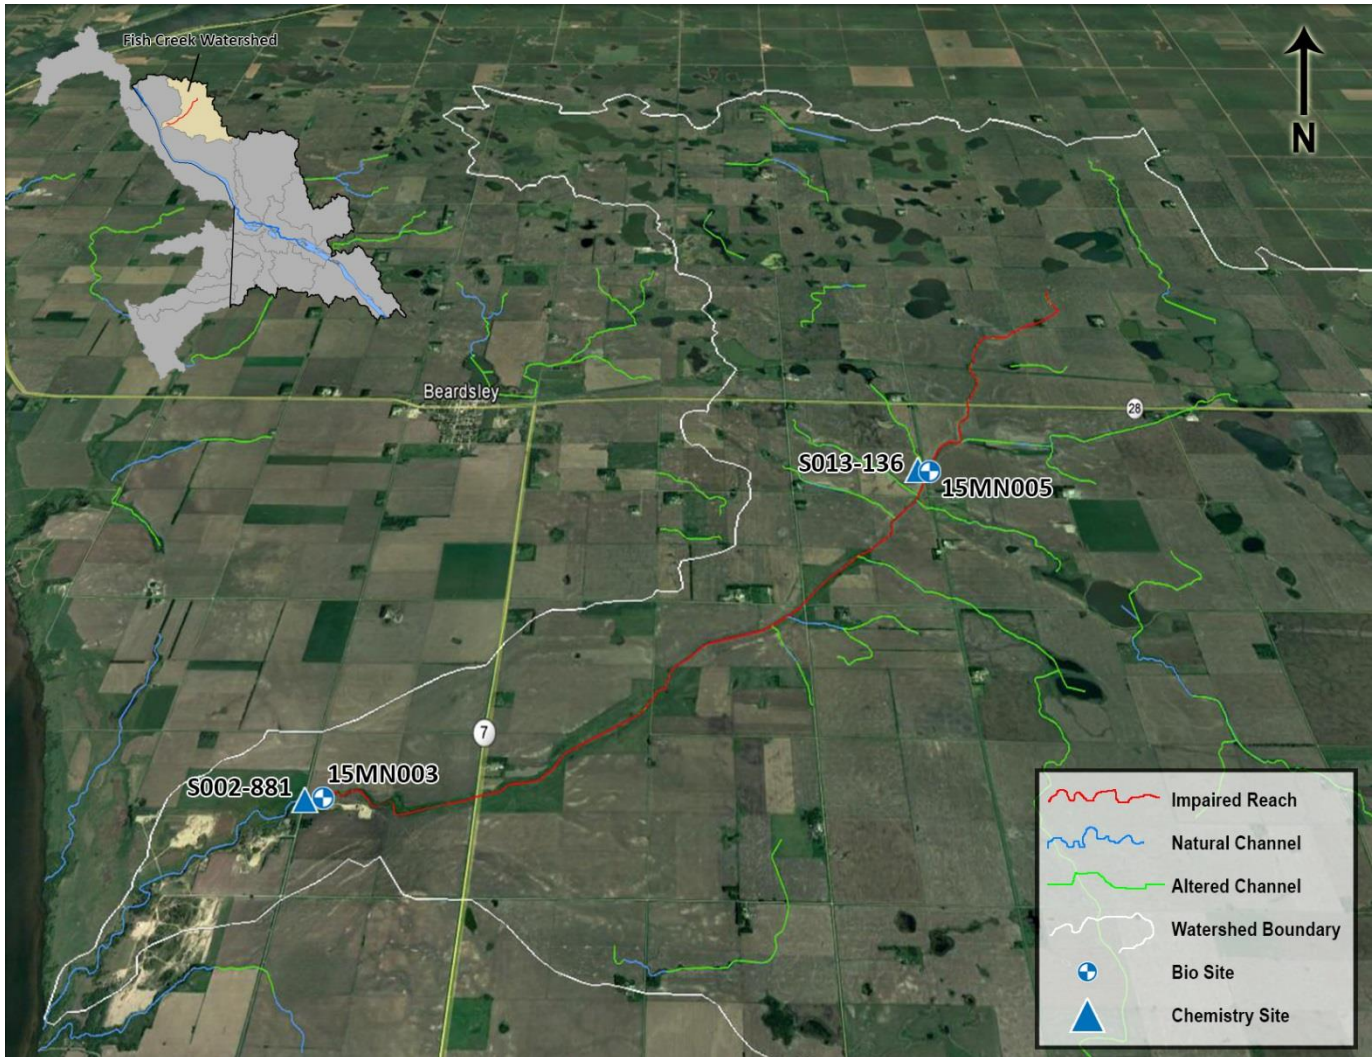 Fish Creek Watershed
N
Beardsley
28
S013-136
15MN005
7
S002-881
15MN003
Impaired Reach
Natural Channel
Altered Channel
Watershed Boundary
Bio Site
Chemistry Site